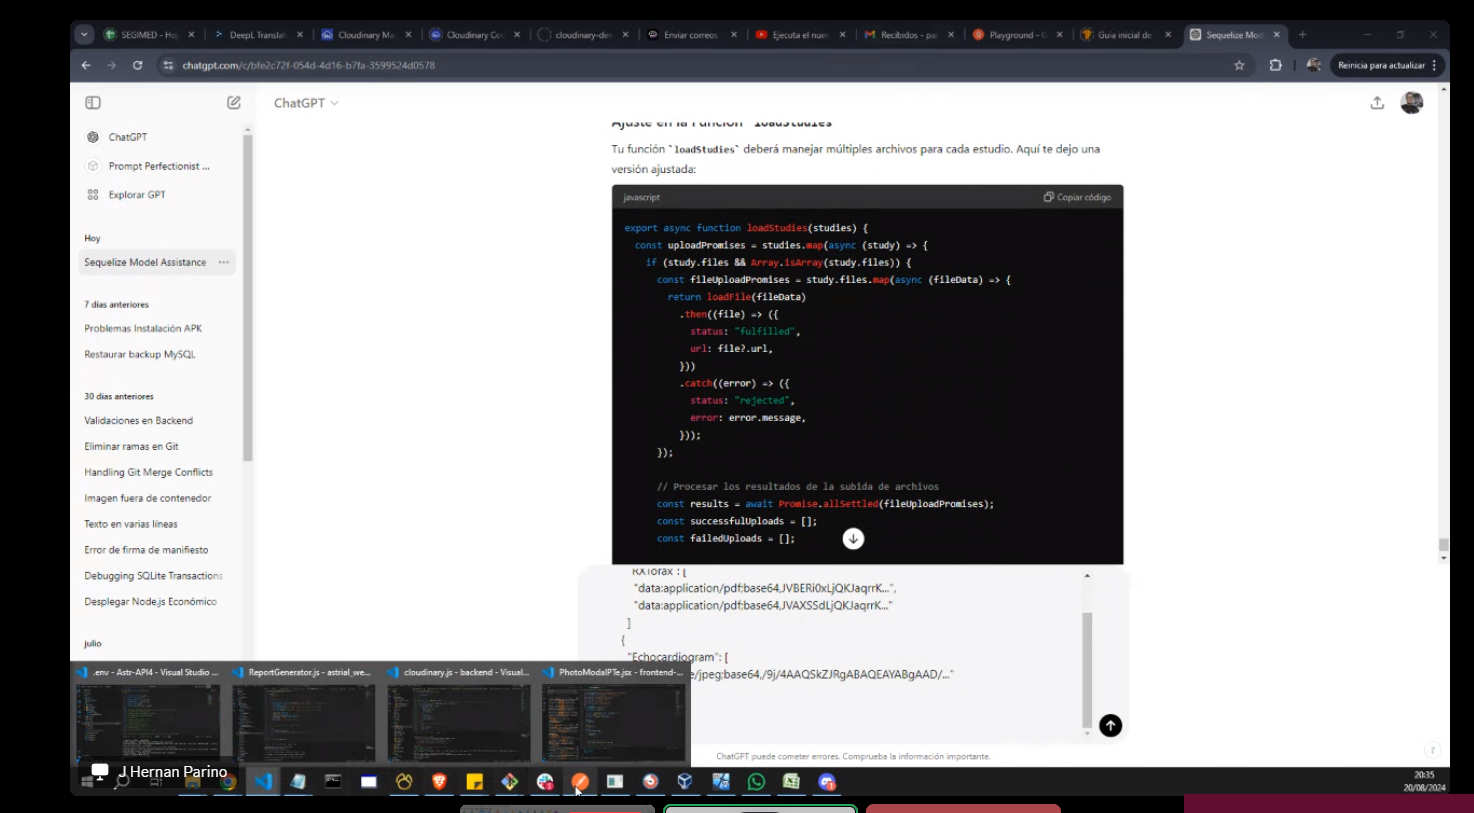 SEGIMED - Ho
DeepL Translat
Cloudinary Ma
Cloudinary Co
cloudinary-dev
Enviar correos
Ejecuta el nuev
Recibidos - pa
Playground -
Guía inicial de
Sequelize Mod
chatgpt.com/c/bfe2c72f-054d-4d16-b7fa-3599524d0578
Reinicia para actualizar
ChatGPT
ChatGPT
Prompt Perfectionist ...
Explorar GPT
Hoy
Sequelize Model Assistance ...
7 días anteriores
Problemas Instalación APK
Restaurar backup MySQL
30 días anteriores
Validaciones en Backend
Eliminar ramas en Git
Handling Git Merge Conflicts
Imagen fuera de contenedor
Texto en varias líneas
Error de firma de manifiesto
Debugging SQLite Transactions
Desplegar Node.js Económico
julio
Ajuste en la Función `loadStudies`
Tu función `loadStudies` deberá manejar múltiples archivos para cada estudio. Aquí te dejo una
versión ajustada:
javascript
Copiar código
export async function loadStudies(studies) {
const uploadPromises = studies.map(async (study) => {
if (study.files && Array.isArray(study.files)) {
const fileUploadPromises = study.files.map(async (fileData) => {
return loadFile(fileData)
.then((file) => ({
status: "fulfilled",
url: file?.url,
}))
.catch((error) => ({
status: "rejected",
error: error.message,
}));
});
// Procesar los resultados de la subida de archivos
const results = await Promise.allSettled(fileUploadPromises);
const successfulUploads = [];
const failedUploads = [];
RXTorax : [
"data:application/pdf;base64,JVBERi0xLjQKJaqrrK...",
"data:application/pdf;base64,JVAXSSdLjQKJaqrrK..."
]
{
"Echocardiogram": [
e/jpeg;base64,/9j/4AAQSkZJRgABAQEAYABgAAD/..."
ChatGPT puede cometer errores. Comprueba la información importante.
?
.env - Astr-API4 - Visual Studio ...
ReportGenerator.js - astrial_we...
cloudinary.js - backend - Visual...
PhotoModalPTe.jsx - frontend-...
J Hernan Parino
20:35
20/08/2024